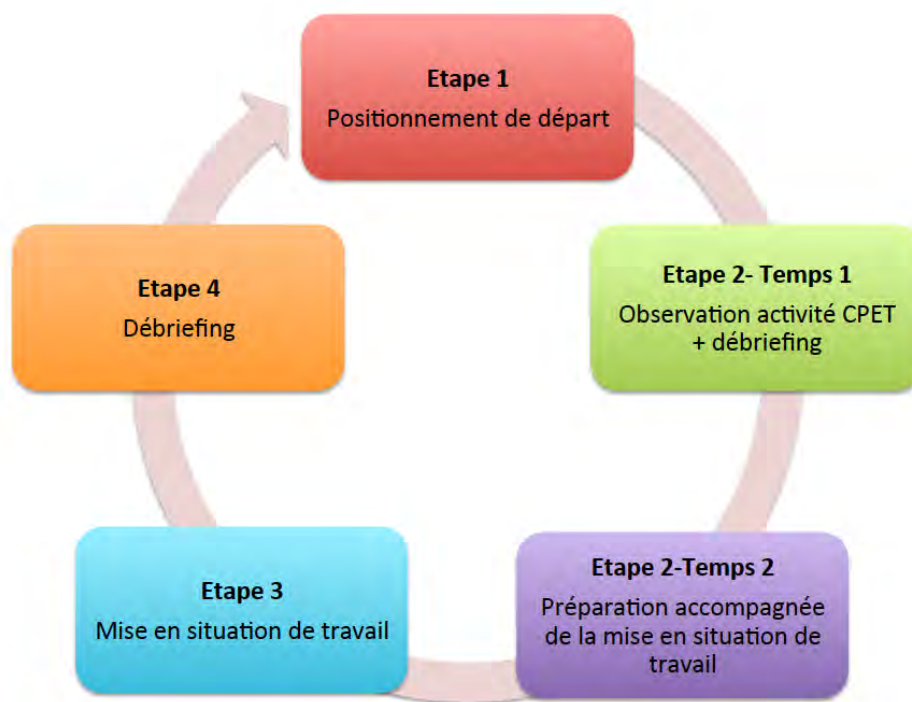 Etape 1
Positionnement de départ
Etape 2- Temps 1
Observation activité CPET
+ débriefing
Etape 2-Temps 2
Préparation accompagnée
de la mise en situation de
travail
Etape 3
Mise en situation de travail
Etape 4
Débriefing